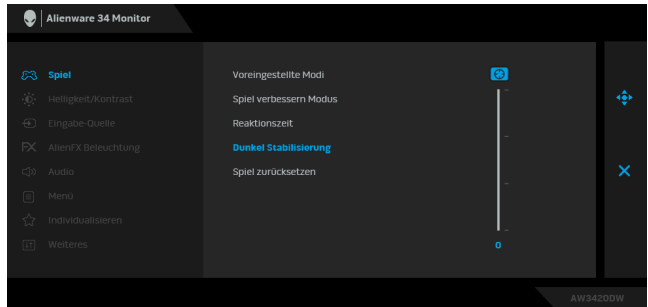 Alienware 34 Monitor
Spiel
Helligkeit/Kontrast
Eingabe-Quelle
AlienFX Beleuchtung
Audio
Menü
Individualisieren
Weiteres
Voreingestellte Modi
Spiel verbessern Modus
Reaktionszeit
Dunkel Stabilisierung
Spiel zurücksetzen
0
AW3420DW